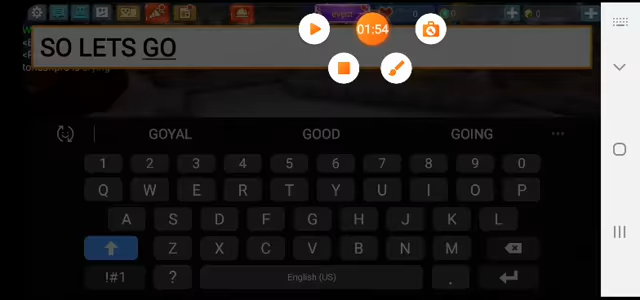 01:54
SO LETS GO
GOYAL GOOD GOING
1 2 3 4 5 6 7 8 9 0
Q W E R T Y U I O P
A S D F G H J K L
Z X C V B N M
!#1 ? English (US) .